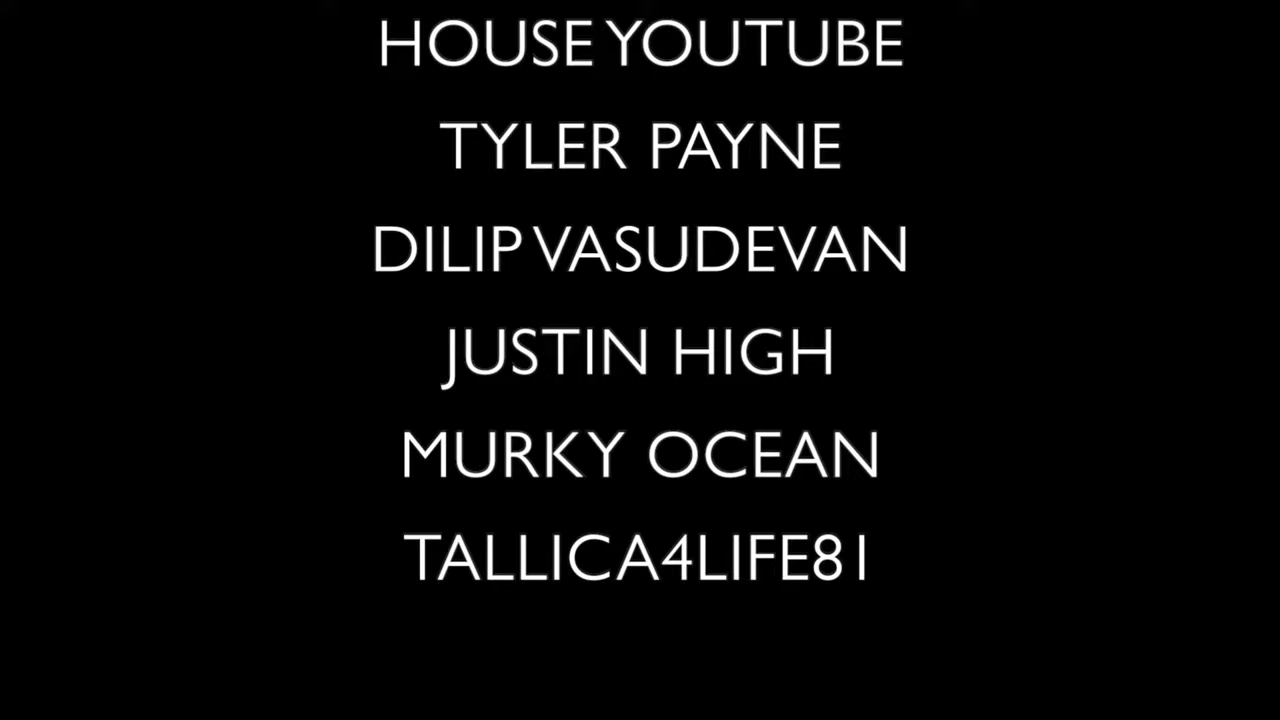 HOUSE YOUTUBE
TYLER PAYNE
DILIP VASUDEVAN
JUSTIN HIGH
MURKY OCEAN
TALLICA4LIFE81